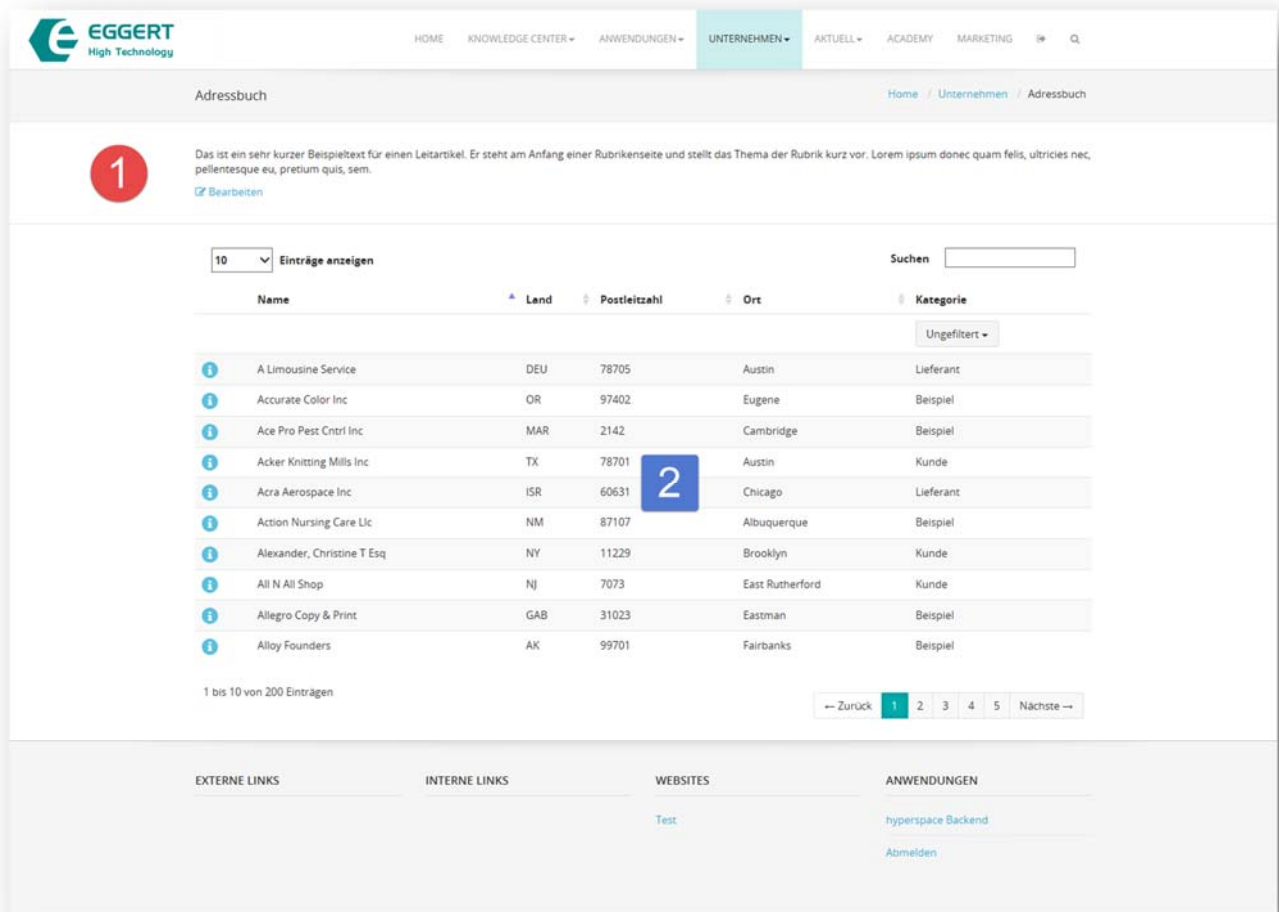 EGGERT
High Technology
HOME KNOWLEDGE CENTER ANWENDUNGEN UNTERNEHMEN AKTUELL ACADEMY MARKETING
Adressbuch Home / Unternehmen / Adressbuch
1
Das ist ein sehr kurzer Beispieltext für einen Leitartikel. Er steht am Anfang einer Rubrikenseite und stellt das Thema der Rubrik kurz vor. Lorem ipsum donec quam felis, ultricies nec,
pellentesque eu, pretium quis, sem.
Bearbeiten
10 Einträge anzeigen Suchen
Name Land Postleitzahl Ort Kategorie
Ungefiltert
A Limousine Service DEU 78705 Austin Lieferant
Accurate Color Inc OR 97402 Eugene Beispiel
Ace Pro Pest Cntrl Inc MAR 2142 Cambridge Beispiel
Acker Knitting Mills Inc TX 78701 Austin Kunde
2
Acra Aerospace Inc ISR 60631 Chicago Lieferant
Action Nursing Care Llc NM 87107 Albuquerque Beispiel
Alexander, Christine T Esq NY 11229 Brooklyn Kunde
All N All Shop NJ 7073 East Rutherford Kunde
Allegro Copy & Print GAB 31023 Eastman Beispiel
Alloy Founders AK 99701 Fairbanks Beispiel
1 bis 10 von 200 Einträgen
← Zurück 1 2 3 4 5 Nächste →
EXTERNE LINKS INTERNE LINKS WEBSITES ANWENDUNGEN
Test hyperspace Backend
Abmelden